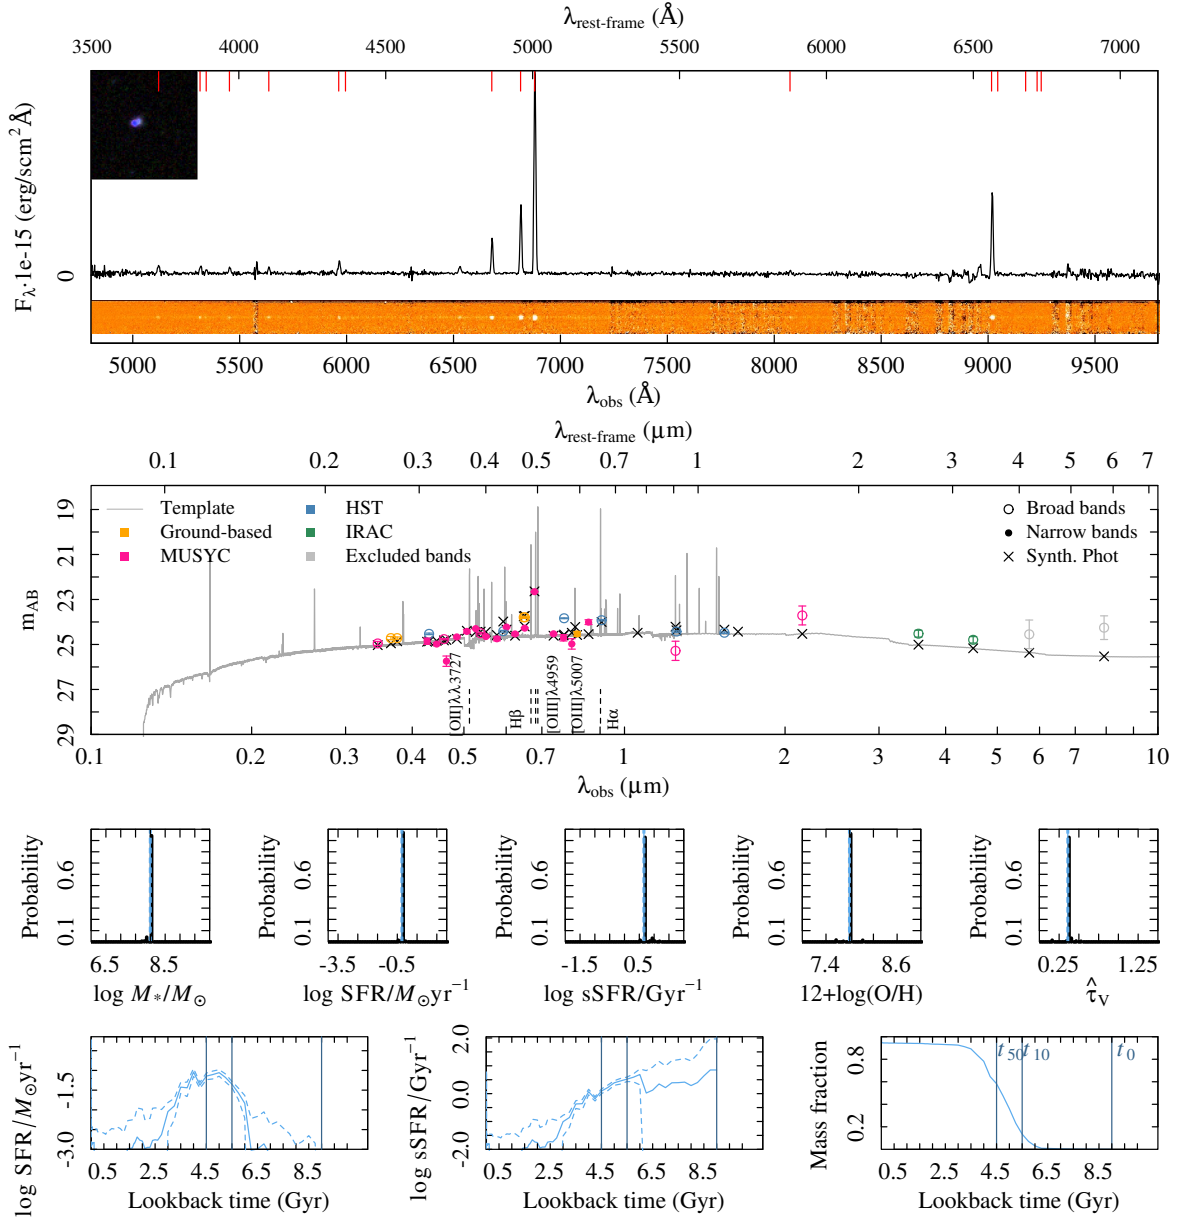 λrest-frame (Å)
3500 4000 4500 5000 5500 6000 6500 7000
Fλ·1e-15 (erg/scm²Å)
0
5000 5500 6000 6500 7000 7500 8000 8500 9000 9500
λobs (Å)
λrest-frame (μm)
0.1 0.2 0.3 0.4 0.5 0.7 1 2 3 4 5 6 7
mAB
19
21
23
25
27
29
Template
Ground-based
MUSYC
HST
IRAC
Excluded bands
Broad bands
Narrow bands
Synth. Phot
[OII]λλ3727
Hβ
[OIII]λ4959
[OIII]λ5007
Hα
0.1 0.2 0.3 0.4 0.5 0.7 1 2 3 4 5 6 7 10
λobs (μm)
Probability
0.1 0.6
6.5 8.5
log M*/M⊙
Probability
0.1 0.6
-3.5 -0.5
log SFR/M⊙yr⁻¹
Probability
0.1 0.6
-1.5 0.5
log sSFR/Gyr⁻¹
Probability
0.1 0.6
7.4 8.6
12+log(O/H)
Probability
0.1 0.6
0.25 1.25
τ̂V
log SFR/M⊙yr⁻¹
-3.0 -1.5
0.5 2.5 4.5 6.5 8.5
Lookback time (Gyr)
log sSFR/Gyr⁻¹
-2.0 0.0 2.0
0.5 2.5 4.5 6.5 8.5
Lookback time (Gyr)
Mass fraction
0.2 0.8
t50 t10 t0
0.5 2.5 4.5 6.5 8.5
Lookback time (Gyr)